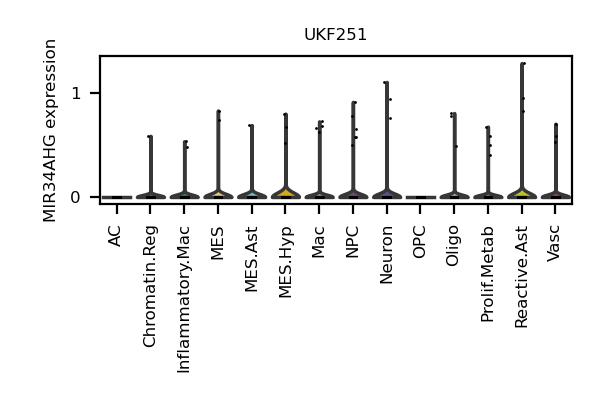 UKF251
MIR34AHG expression
1
0
AC
Chromatin.Reg
Inflammatory.Mac
MES
MES.Ast
MES.Hyp
Mac
NPC
Neuron
OPC
Oligo
Prolif.Metab
Reactive.Ast
Vasc